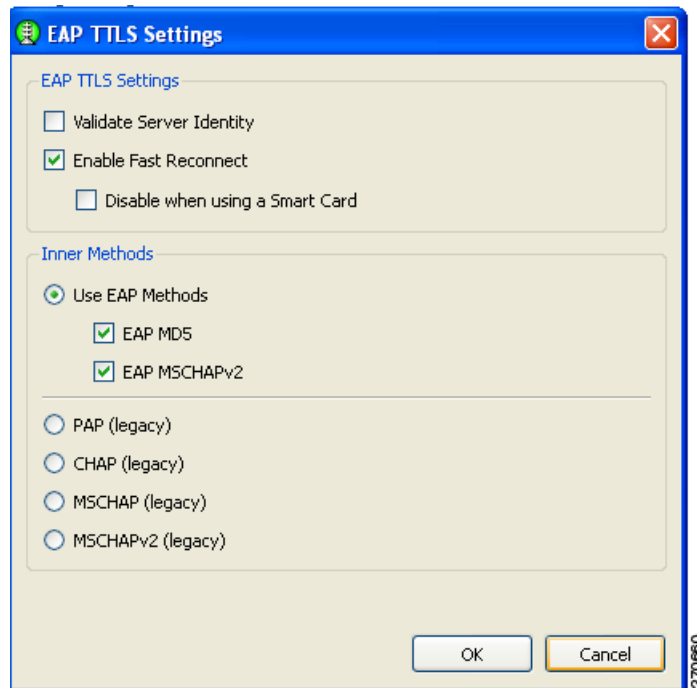 EAP TTLS Settings
EAP TTLS Settings
Validate Server Identity
Enable Fast Reconnect
Disable when using a Smart Card
Inner Methods
Use EAP Methods
EAP MD5
EAP MSCHAPv2
PAP (legacy)
CHAP (legacy)
MSCHAP (legacy)
MSCHAPv2 (legacy)
OK Cancel